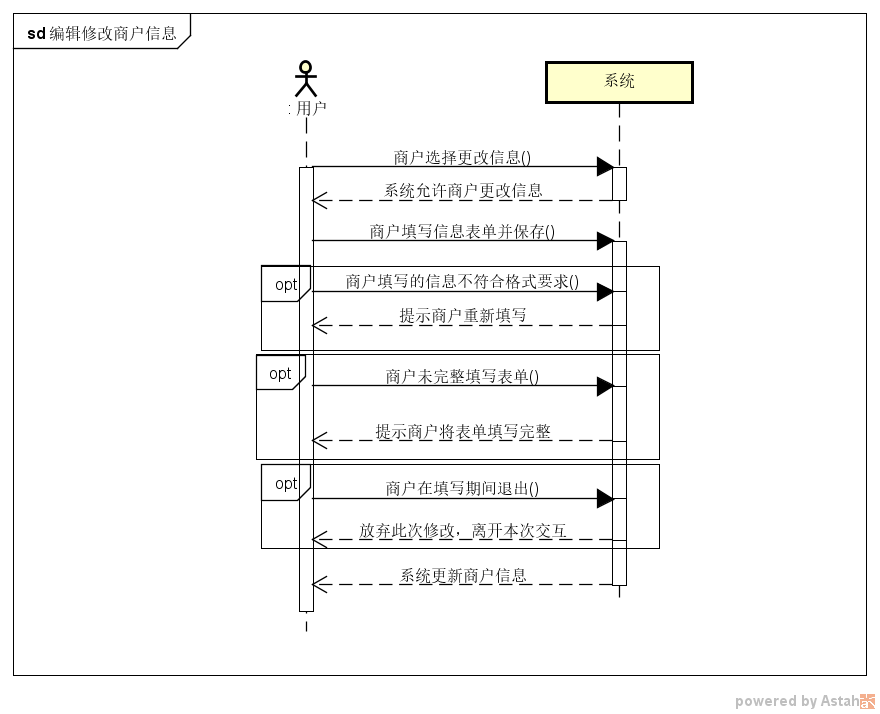 sd 编辑修改商户信息
系统
: 用户
商户选择更改信息()
系统允许商户更改信息
商户填写信息表单并保存()
opt
商户填写的信息不符合格式要求()
提示商户重新填写
opt
商户未完整填写表单()
提示商户将表单填写完整
opt
商户在填写期间退出()
放弃此次修改，离开本次交互
系统更新商户信息
powered by Astah